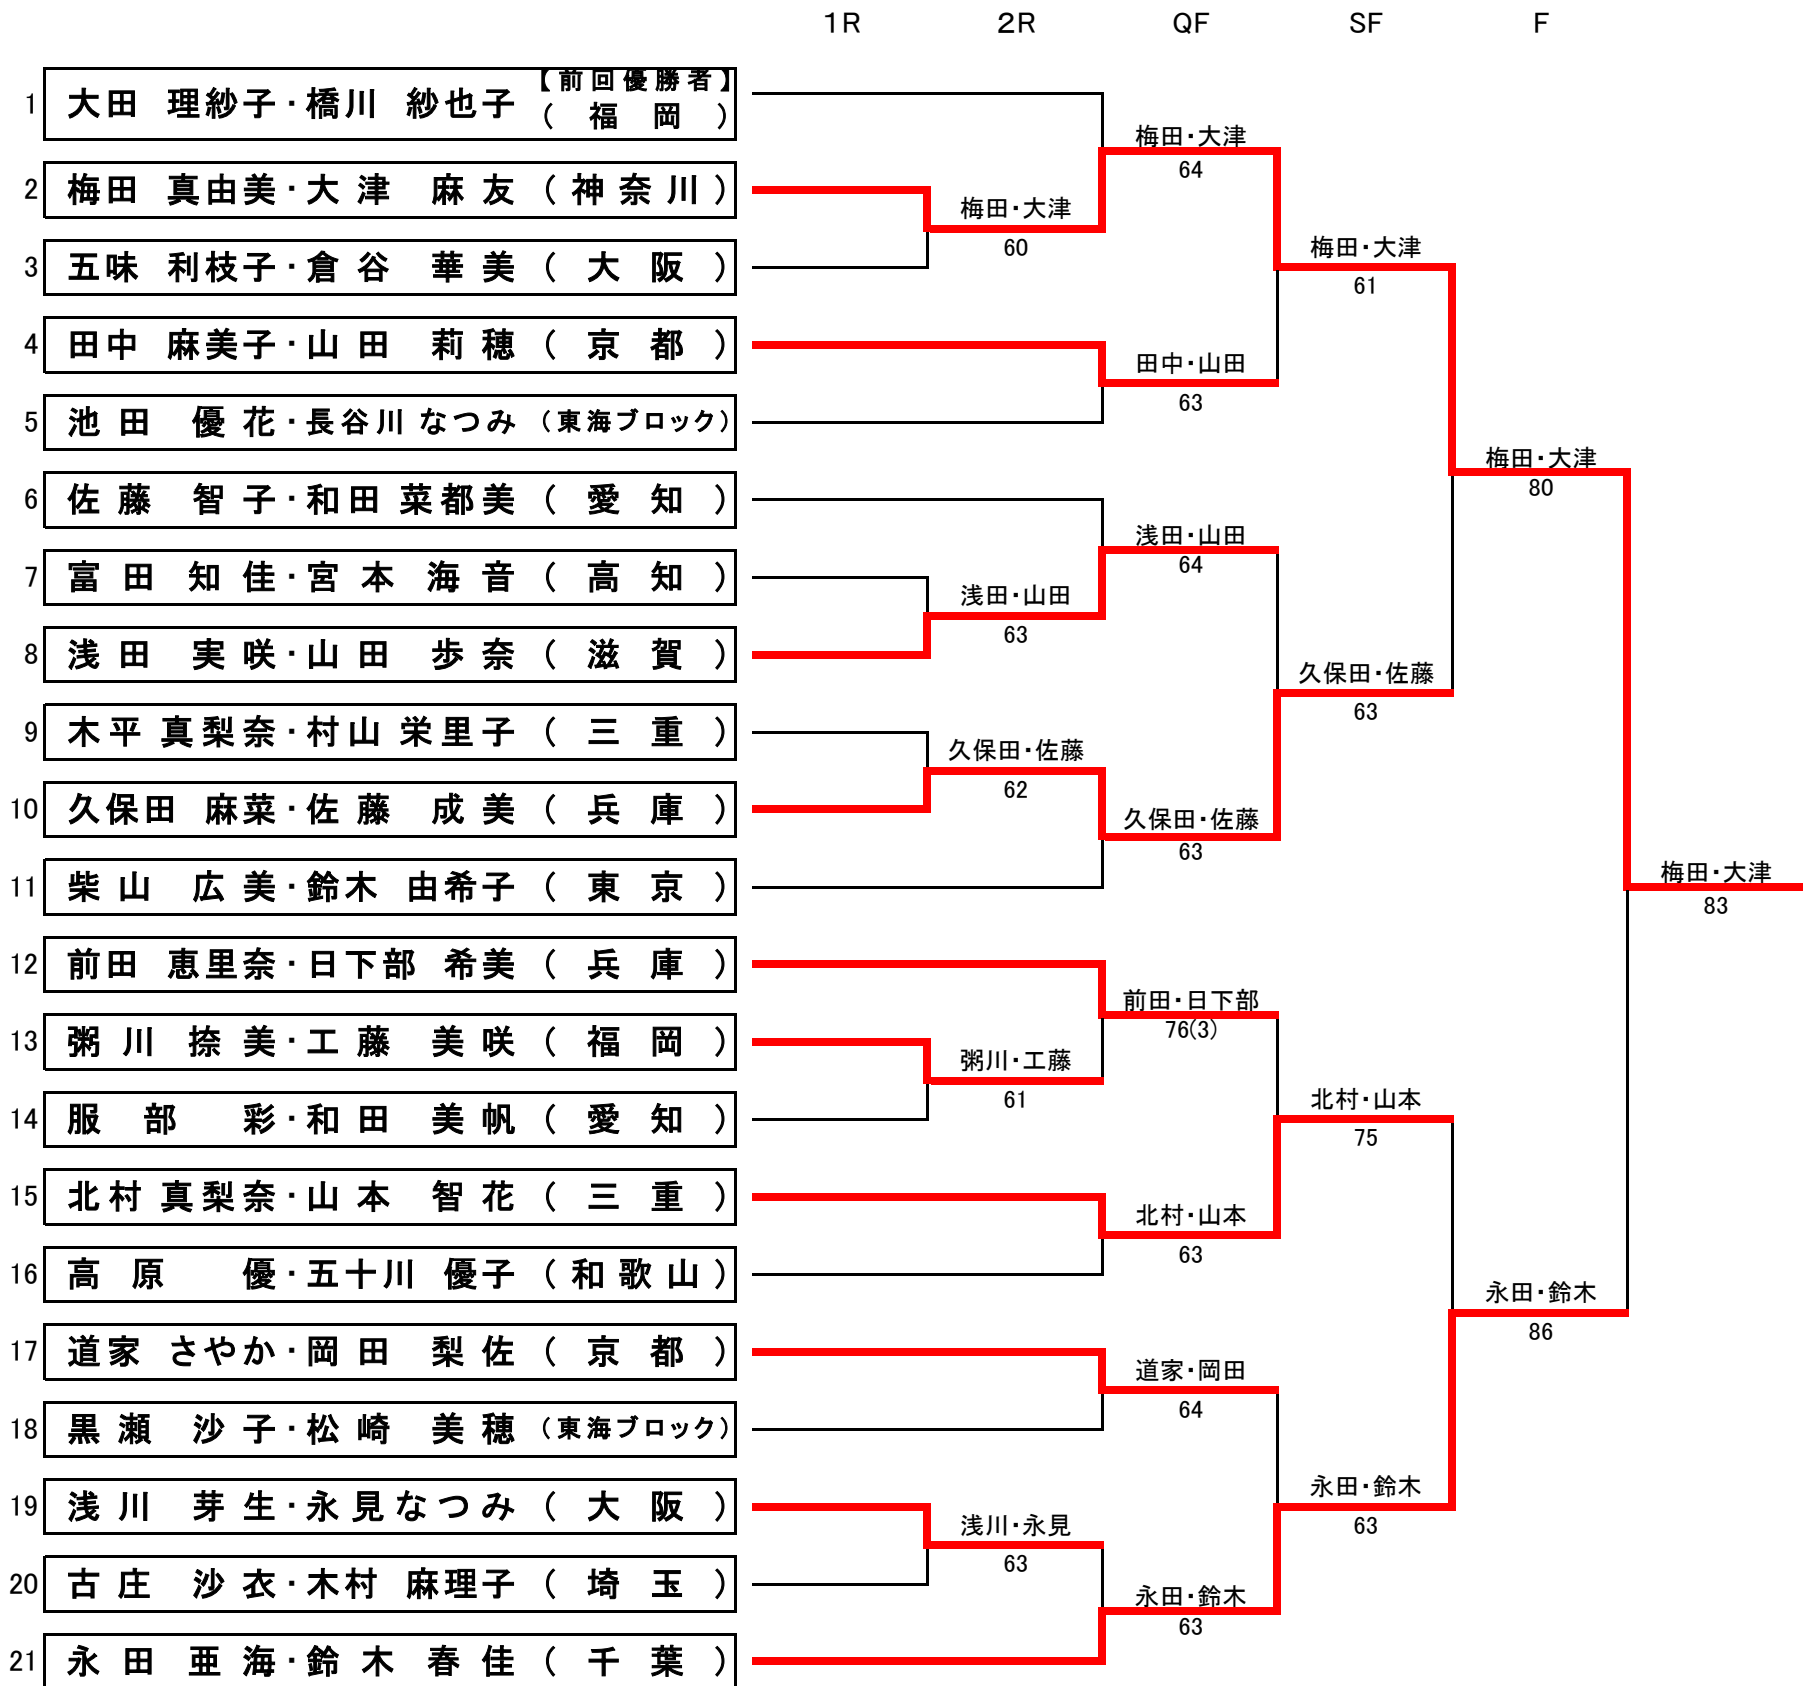 1R 2R QF SF F
1 大田 理紗子・橋川 紗也子 【前回優勝者】(福岡)
2 梅田 真由美・大津 麻友 (神奈川)
3 五味 利枝子・倉谷 華美 (大阪)
4 田中 麻美子・山田 莉穂 (京都)
5 池田 優花・長谷川 なつみ (東海ブロック)
6 佐藤 智子・和田 菜都美 (愛知)
7 富田 知佳・宮本 海音 (高知)
8 浅田 実咲・山田 歩奈 (滋賀)
9 木平 真梨奈・村山 栄里子 (三重)
10 久保田 麻菜・佐藤 成美 (兵庫)
11 柴山 広美・鈴木 由希子 (東京)
12 前田 恵里奈・日下部 希美 (兵庫)
13 粥川 捺美・工藤 美咲 (福岡)
14 服部 彩・和田 美帆 (愛知)
15 北村 真梨奈・山本 智花 (三重)
16 高原 優・五十川 優子 (和歌山)
17 道家 さやか・岡田 梨佐 (京都)
18 黒瀬 沙子・松崎 美穂 (東海ブロック)
19 浅川 芽生・永見 なつみ (大阪)
20 古庄 沙衣・木村 麻理子 (埼玉)
21 永田 亜海・鈴木 春佳 (千葉)
梅田・大津
60
浅田・山田
63
久保田・佐藤
62
粥川・工藤
61
浅川・永見
63
梅田・大津
64
田中・山田
63
浅田・山田
64
久保田・佐藤
63
前田・日下部
76(3)
北村・山本
63
道家・岡田
64
永田・鈴木
63
梅田・大津
61
久保田・佐藤
63
北村・山本
75
永田・鈴木
63
梅田・大津
80
永田・鈴木
86
梅田・大津
83